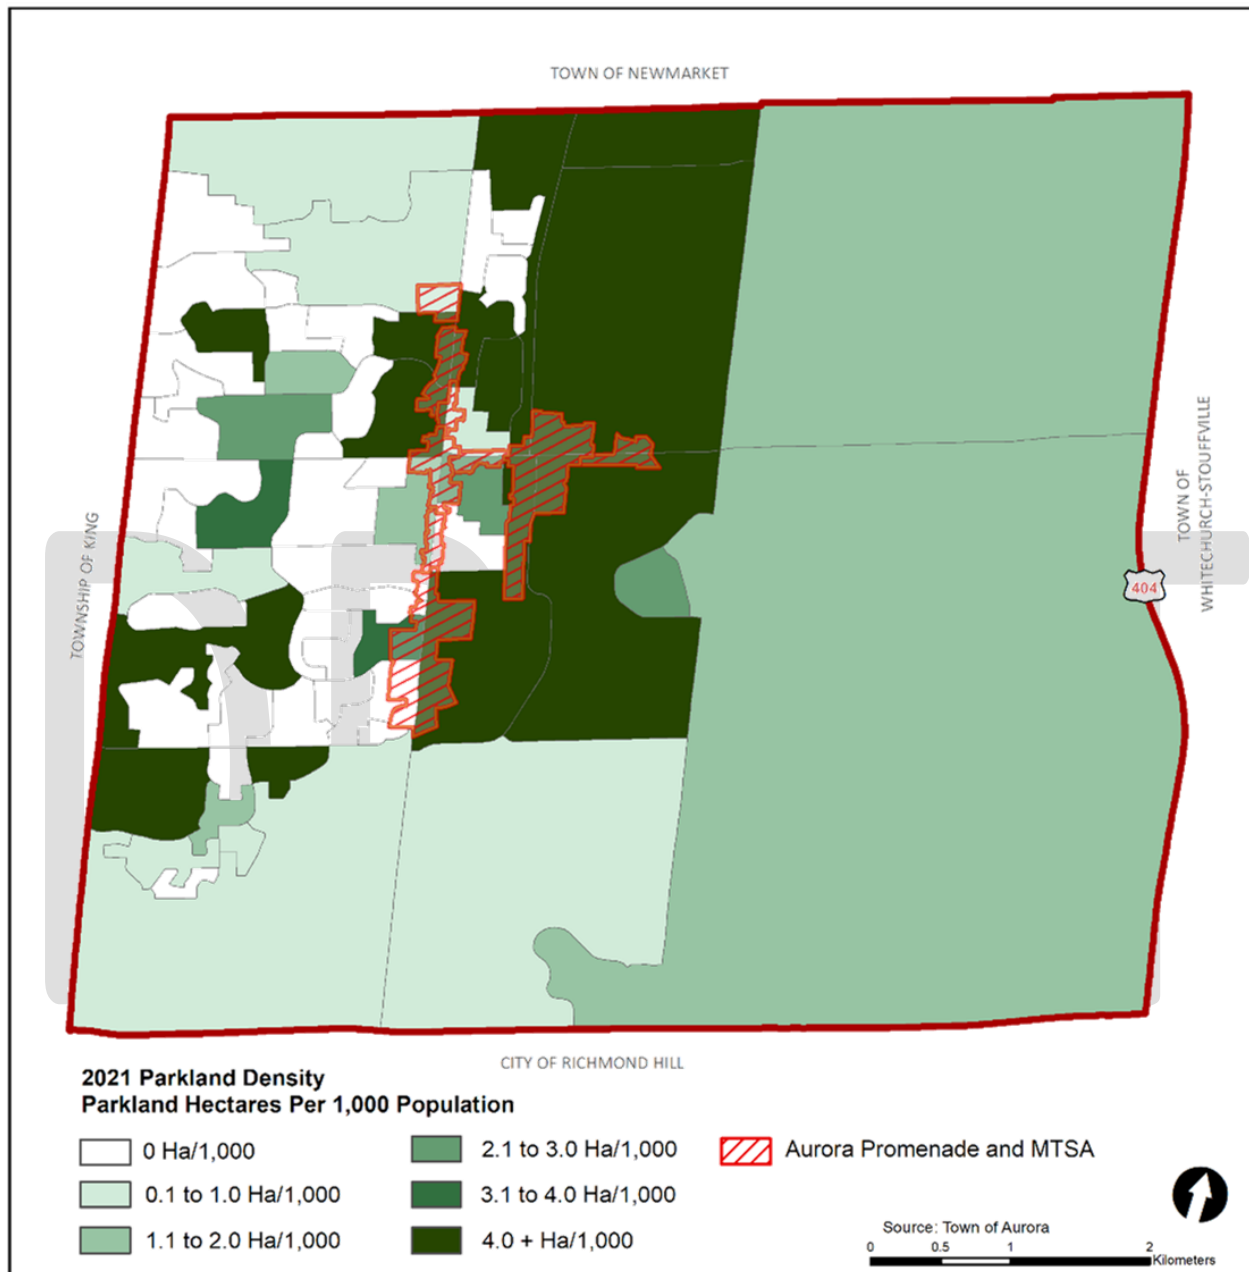 TOWN OF NEWMARKET
TOWNSHIP OF KING
TOWN OF
WHITECHURCH-STOUFFVILLE
404
CITY OF RICHMOND HILL
2021 Parkland Density
Parkland Hectares Per 1,000 Population
0 Ha/1,000
0.1 to 1.0 Ha/1,000
1.1 to 2.0 Ha/1,000
2.1 to 3.0 Ha/1,000
3.1 to 4.0 Ha/1,000
4.0 + Ha/1,000
Aurora Promenade and MTSA
Source: Town of Aurora
0 0.5 1 2
Kilometers